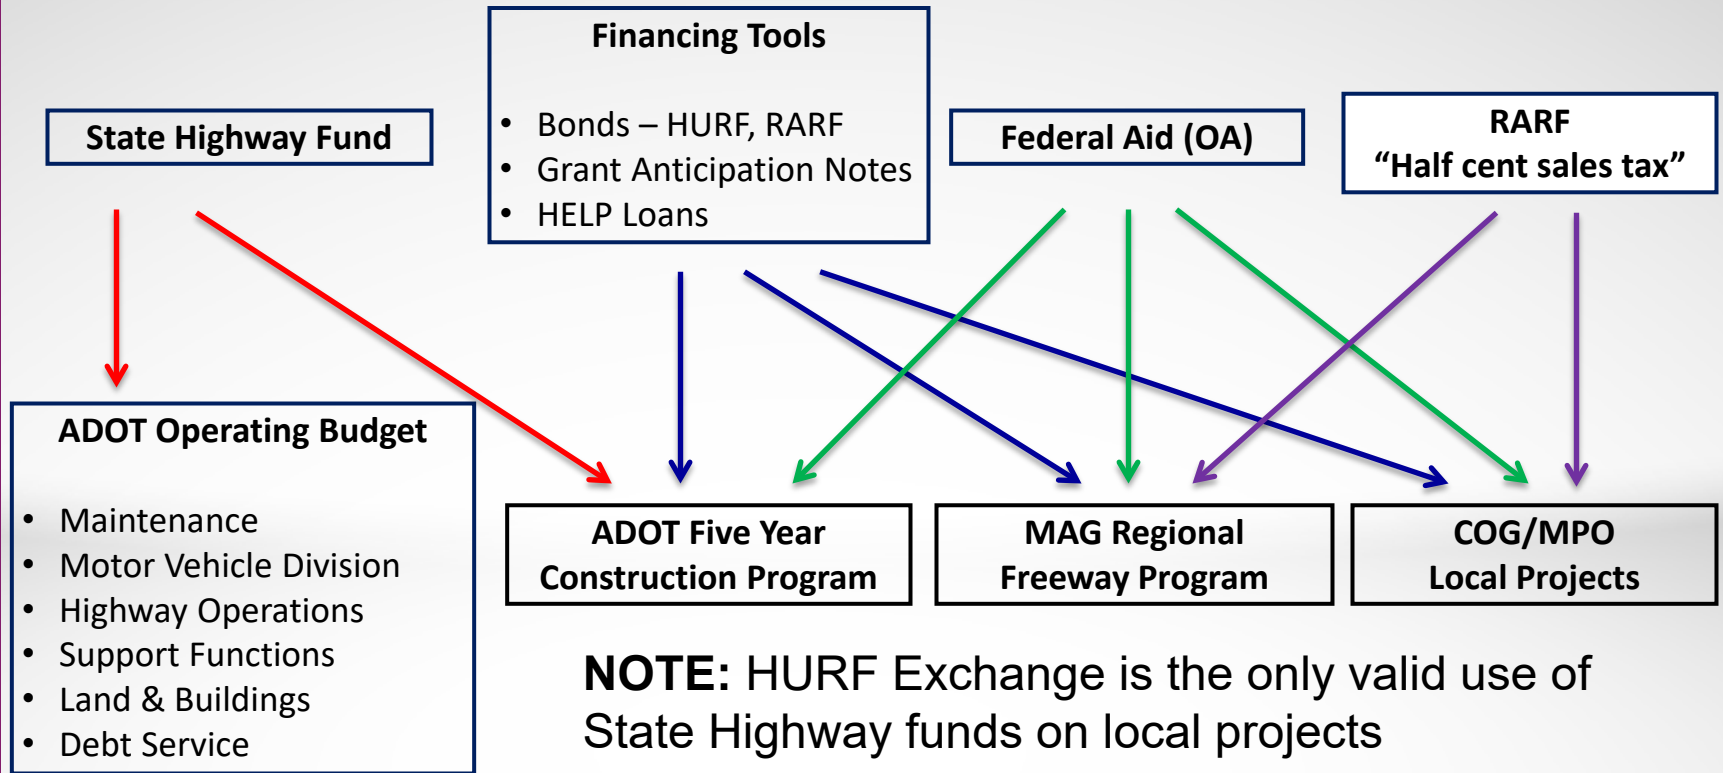 Financing Tools
• Bonds – HURF, RARF
• Grant Anticipation Notes
• HELP Loans
State Highway Fund
Federal Aid (OA)
RARF
“Half cent sales tax”
ADOT Operating Budget
• Maintenance
• Motor Vehicle Division
• Highway Operations
• Support Functions
• Land & Buildings
• Debt Service
ADOT Five Year
Construction Program
MAG Regional
Freeway Program
COG/MPO
Local Projects
NOTE: HURF Exchange is the only valid use of
State Highway funds on local projects